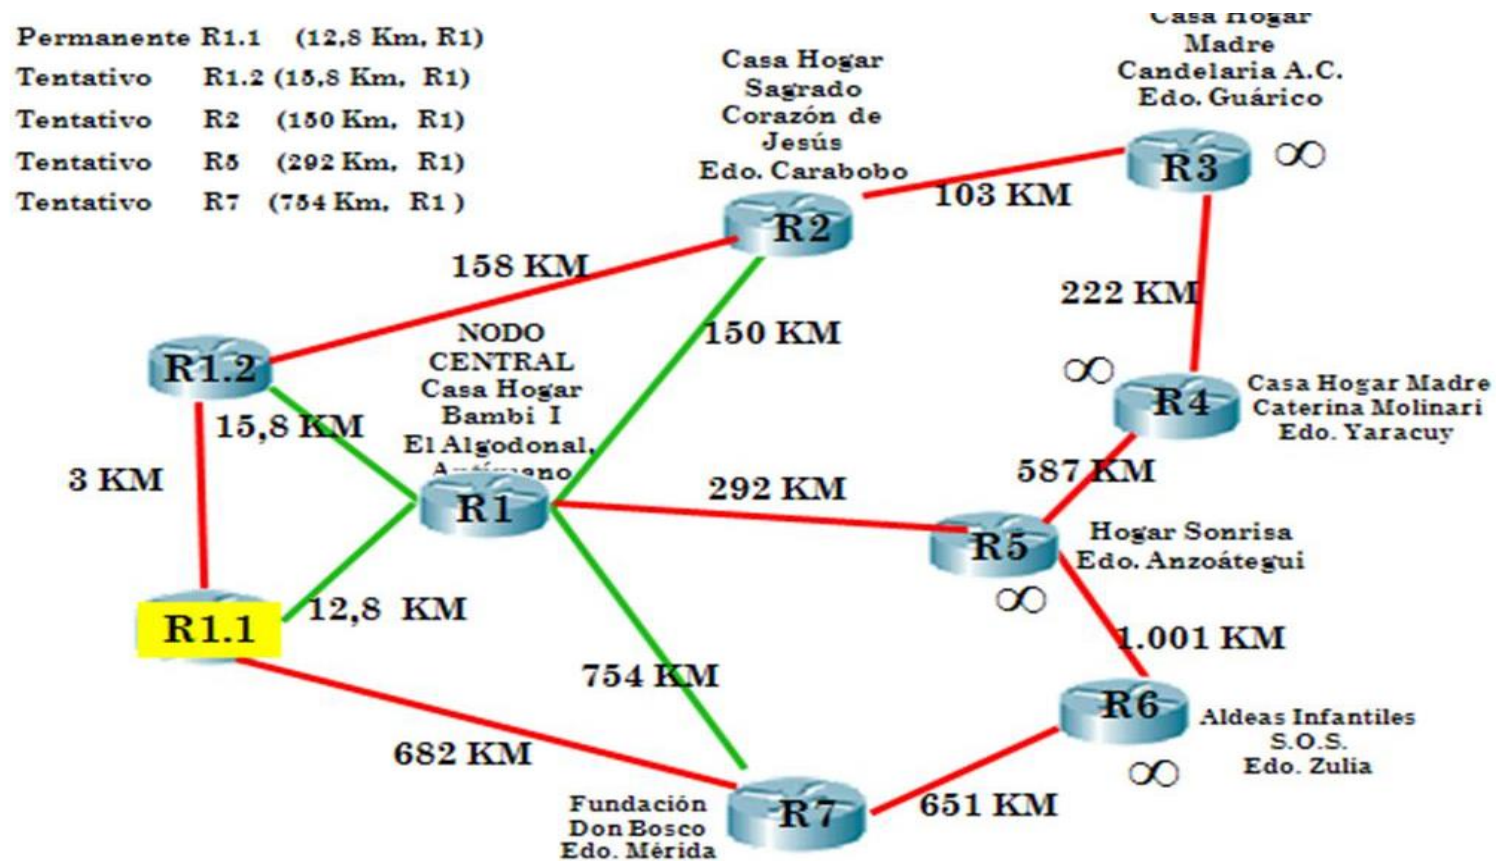 Permanente R1.1 (12,8 Km, R1)
Tentativo R1.2 (15,8 Km, R1)
Tentativo R2 (150 Km, R1)
Tentativo R5 (292 Km, R1)
Tentativo R7 (754 Km, R1 )
Casa Hogar
Sagrado
Corazón de
Jesús
Edo. Carabobo
R2
Casa Hogar
Madre
Candelaria A.C.
Edo. Guárico
R3
∞
103 KM
158 KM
150 KM
222 KM
R1.2
15,8 KM
3 KM
NODO
CENTRAL
Casa Hogar
Bambi I
El Algodonal,
R1
∞
R4
Casa Hogar Madre
Caterina Molinari
Edo. Yaracuy
587 KM
292 KM
R5
∞
Hogar Sonrisa
Edo. Anzoátegui
R1.1
12,8 KM
1.001 KM
754 KM
682 KM
R6
∞
Aldeas Infantiles
S.O.S.
Edo. Zulia
651 KM
Fundación
Don Bosco
Edo. Mérida
R7